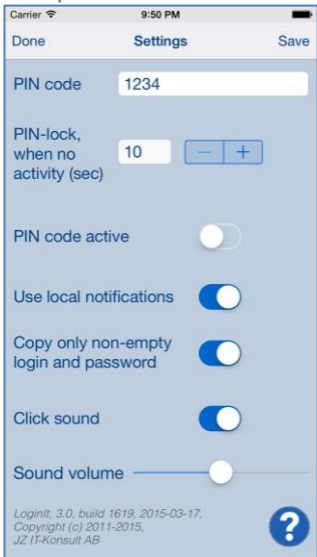 Carrier 9:50 PM
Done Settings Save
PIN code 1234
PIN-lock,
when no
activity (sec)
10 − +
PIN code active
Use local notifications
Copy only non-empty
login and password
Click sound
Sound volume
LoginIt, 3.0, build 1619, 2015-03-17,
Copyright (c) 2011-
2015,
JZ IT-Konsult AB
?